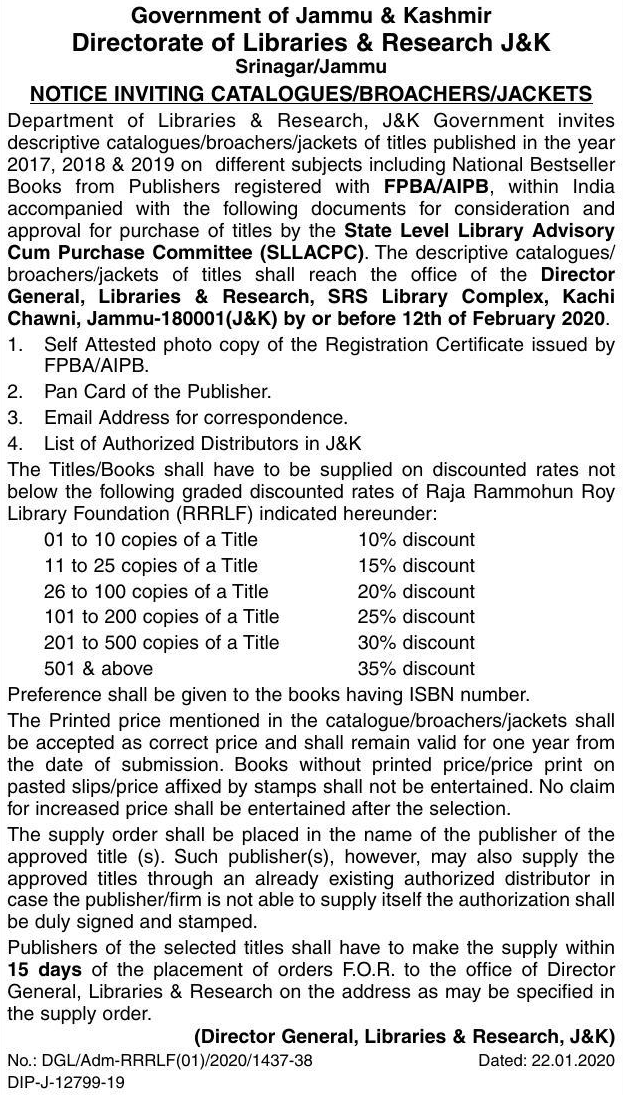 Government of Jammu & Kashmir
Directorate of Libraries & Research J&K
Srinagar/Jammu
NOTICE INVITING CATALOGUES/BROACHERS/JACKETS
Department of Libraries & Research, J&K Government invites
descriptive catalogues/broachers/jackets of titles published in the year
2017, 2018 & 2019 on different subjects including National Bestseller
Books from Publishers registered with FPBA/AIPB, within India
accompanied with the following documents for consideration and
approval for purchase of titles by the State Level Library Advisory
Cum Purchase Committee (SLLACPC). The descriptive catalogues/
broachers/jackets of titles shall reach the office of the Director
General, Libraries & Research, SRS Library Complex, Kachi
Chawni, Jammu-180001(J&K) by or before 12th of February 2020.
1. Self Attested photo copy of the Registration Certificate issued by
FPBA/AIPB.
2. Pan Card of the Publisher.
3. Email Address for correspondence.
4. List of Authorized Distributors in J&K
The Titles/Books shall have to be supplied on discounted rates not
below the following graded discounted rates of Raja Rammohun Roy
Library Foundation (RRRLF) indicated hereunder:
01 to 10 copies of a Title 10% discount
11 to 25 copies of a Title 15% discount
26 to 100 copies of a Title 20% discount
101 to 200 copies of a Title 25% discount
201 to 500 copies of a Title 30% discount
501 & above 35% discount
Preference shall be given to the books having ISBN number.
The Printed price mentioned in the catalogue/broachers/jackets shall
be accepted as correct price and shall remain valid for one year from
the date of submission. Books without printed price/price print on
pasted slips/price affixed by stamps shall not be entertained. No claim
for increased price shall be entertained after the selection.
The supply order shall be placed in the name of the publisher of the
approved title (s). Such publisher(s), however, may also supply the
approved titles through an already existing authorized distributor in
case the publisher/firm is not able to supply itself the authorization shall
be duly signed and stamped.
Publishers of the selected titles shall have to make the supply within
15 days of the placement of orders F.O.R. to the office of Director
General, Libraries & Research on the address as may be specified in
the supply order.
(Director General, Libraries & Research, J&K)
No.: DGL/Adm-RRRLF(01)/2020/1437-38 Dated: 22.01.2020
DIP-J-12799-19